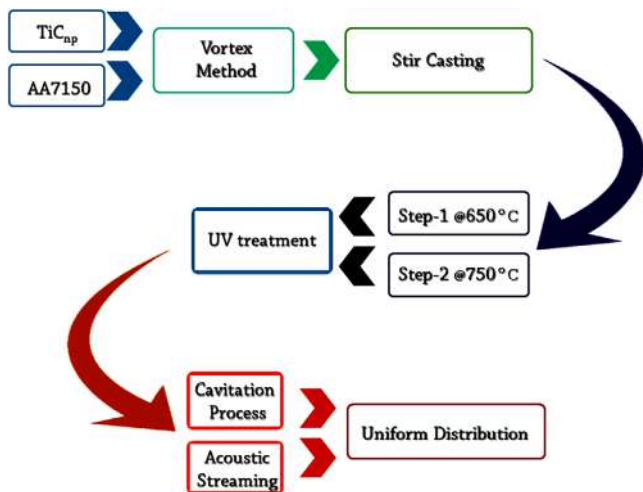 TiCnp
AA7150
Vortex
Method
Stir Casting
Step-1 @650°C
Step-2 @750°C
UV treatment
Cavitation
Process
Acoustic
Streaming
Uniform Distribution